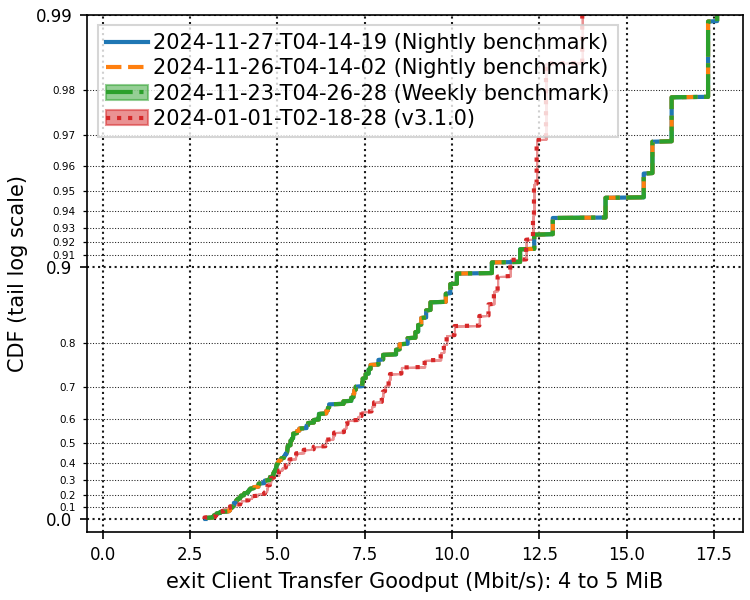 0.99
2024-11-27-T04-14-19 (Nightly benchmark)
2024-11-26-T04-14-02 (Nightly benchmark)
2024-11-23-T04-26-28 (Weekly benchmark)
2024-01-01-T02-18-28 (v3.1.0)
0.98
0.97
0.96
0.95
0.94
0.93
0.92
0.91
0.9
0.8
0.7
0.6
0.5
0.4
0.3
0.2
0.1
0.0
CDF (tail log scale)
0.0 2.5 5.0 7.5 10.0 12.5 15.0 17.5
exit Client Transfer Goodput (Mbit/s): 4 to 5 MiB